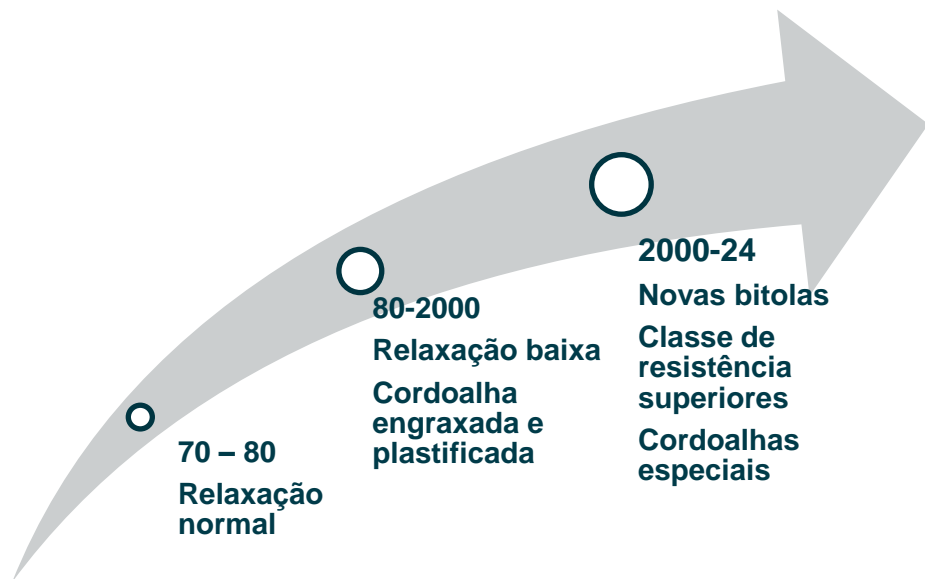 70 – 80
Relaxação
normal
80-2000
Relaxação baixa
Cordoalha
engraxada e
plastificada
2000-24
Novas bitolas
Classe de
resistência
superiores
Cordoalhas
especiais